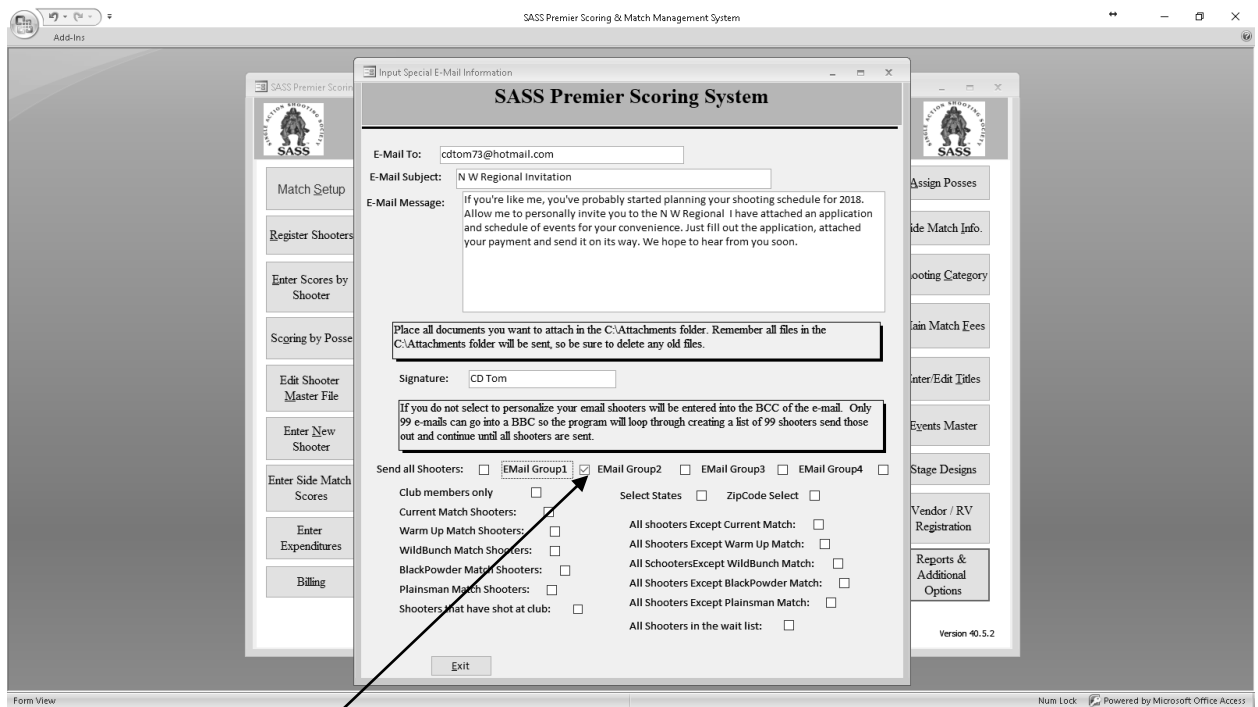 SASS Premier Scoring & Match Management System
Add-Ins
SASS Premier Scorin
Input Special E-Mail Information
SASS Premier Scoring System
SINGLE ACTION SHOOTING SOCIETY
SASS
SINGLE ACTION SHOOTING SOCIETY
SASS
E-Mail To: cdtom73@hotmail.com
E-Mail Subject: N W Regional Invitation
E-Mail Message: If you're like me, you've probably started planning your shooting schedule for 2018.
Allow me to personally invite you to the N W Regional I have attached an application
and schedule of events for your convenience. Just fill out the application, attached
your payment and send it on its way. We hope to hear from you soon.
Place all documents you want to attach in the C:\Attachments folder. Remember all files in the
C:\Attachments folder will be sent, so be sure to delete any old files.
Signature: CD Tom
If you do not select to personalize your email shooters will be entered into the BCC of the e-mail. Only
99 e-mails can go into a BBC so the program will loop through creating a list of 99 shooters send those
out and continue until all shooters are sent.
Send all Shooters: EMail Group1 EMail Group2 EMail Group3 EMail Group4
Club members only
Current Match Shooters:
Warm Up Match Shooters:
WildBunch Match Shooters:
BlackPowder Match Shooters:
Plainsman Match Shooters:
Shooters that have shot at club:
Select States ZipCode Select
All shooters Except Current Match:
All Shooters Except Warm Up Match:
All SchootersExcept WildBunch Match:
All Shooters Except BlackPowder Match:
All Shooters Except Plainsman Match:
All Shooters in the wait list:
Exit
Match Setup
Register Shooters
Enter Scores by
Shooter
Scoring by Posse
Edit Shooter
Master File
Enter New
Shooter
Enter Side Match
Scores
Enter
Expenditures
Billing
Assign Posses
ide Match Info.
ooting Category
ain Match Fees
nter/Edit Titles
Events Master
Stage Designs
Vendor / RV
Registration
Reports &
Additional
Options
Version 40.5.2
Form View
Num Lock
Powered by Microsoft Office Access